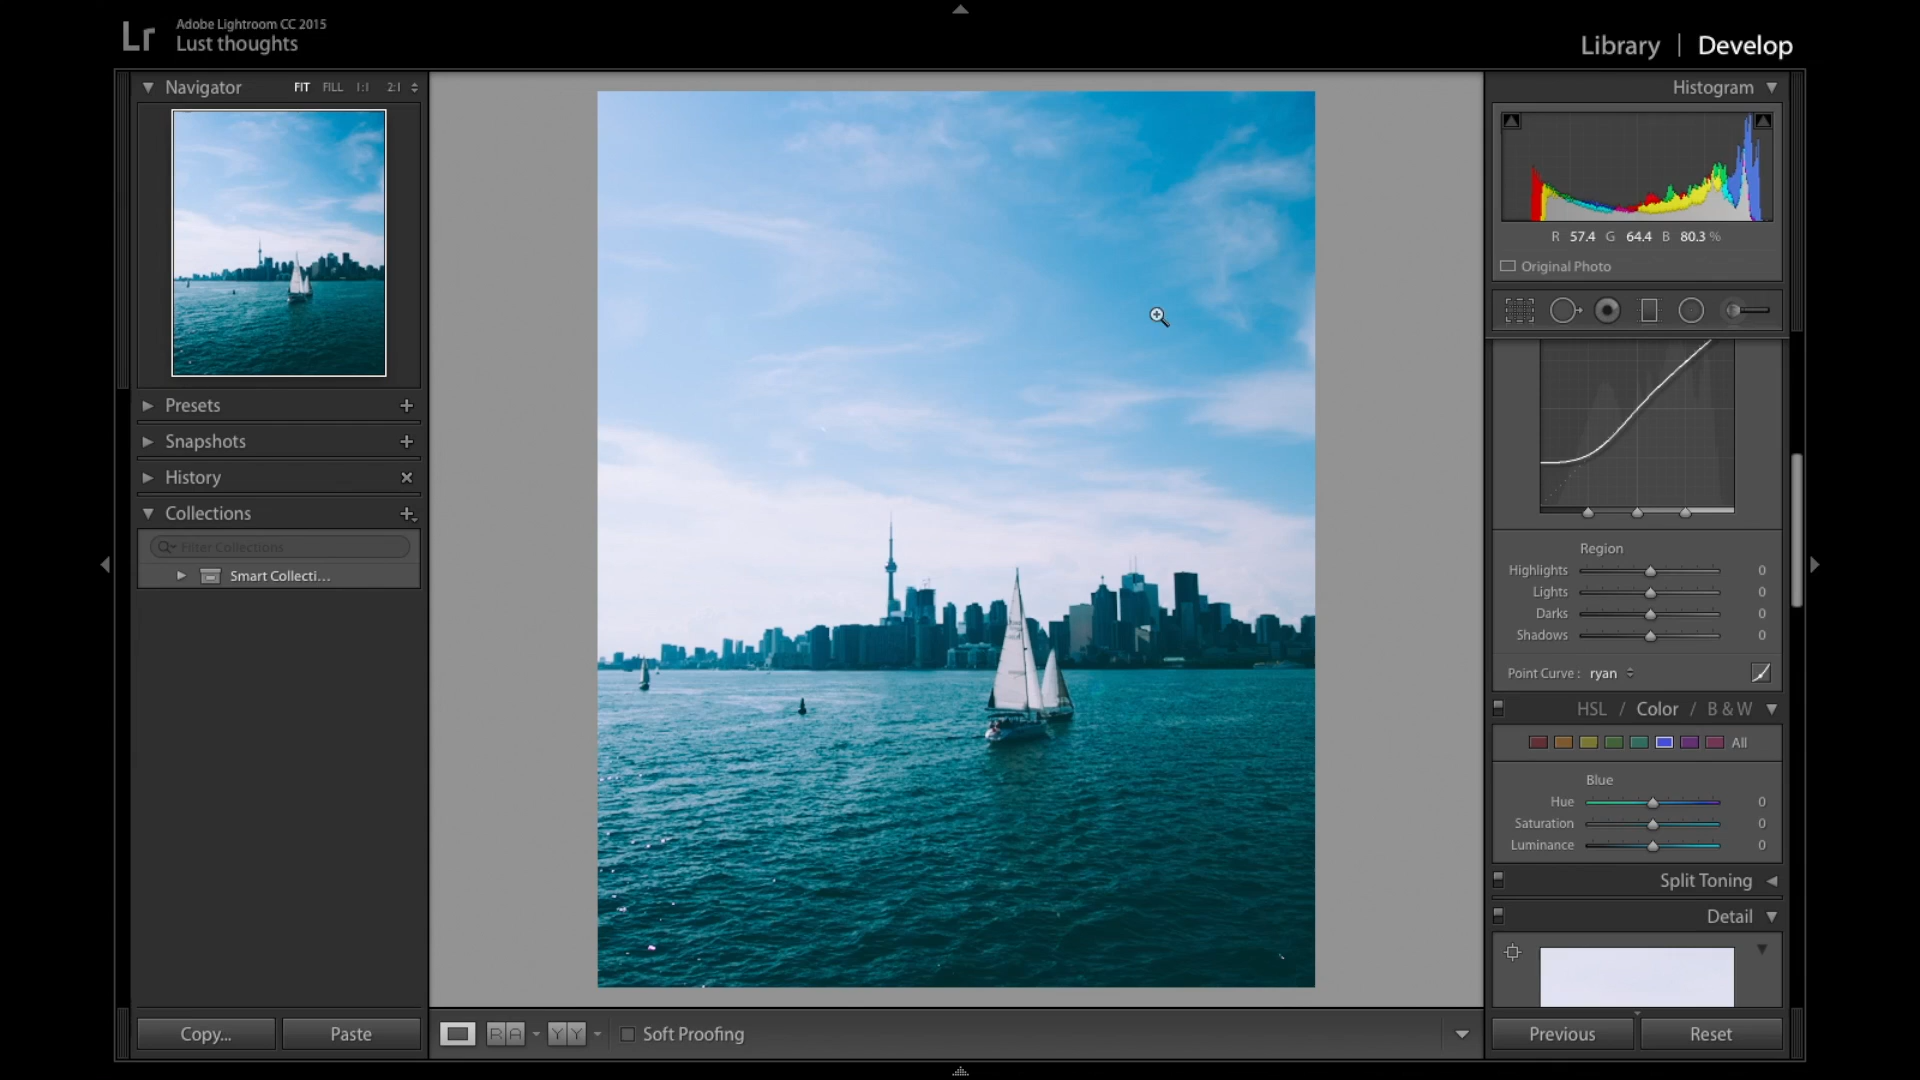 Lr
Adobe Lightroom CC 2015
Lust thoughts
Library | Develop
Navigator FIT FILL 1:1 2:1
Presets
Snapshots
History
Collections
Filter Collections
Smart Collecti...
Copy...
Paste
R A
Y Y
Soft Proofing
Histogram
R 57.4 G 64.4 B 80.3 %
Original Photo
Region
Highlights 0
Lights 0
Darks 0
Shadows 0
Point Curve : ryan
HSL / Color / B & W
All
Blue
Hue 0
Saturation 0
Luminance 0
Split Toning
Detail
Previous
Reset